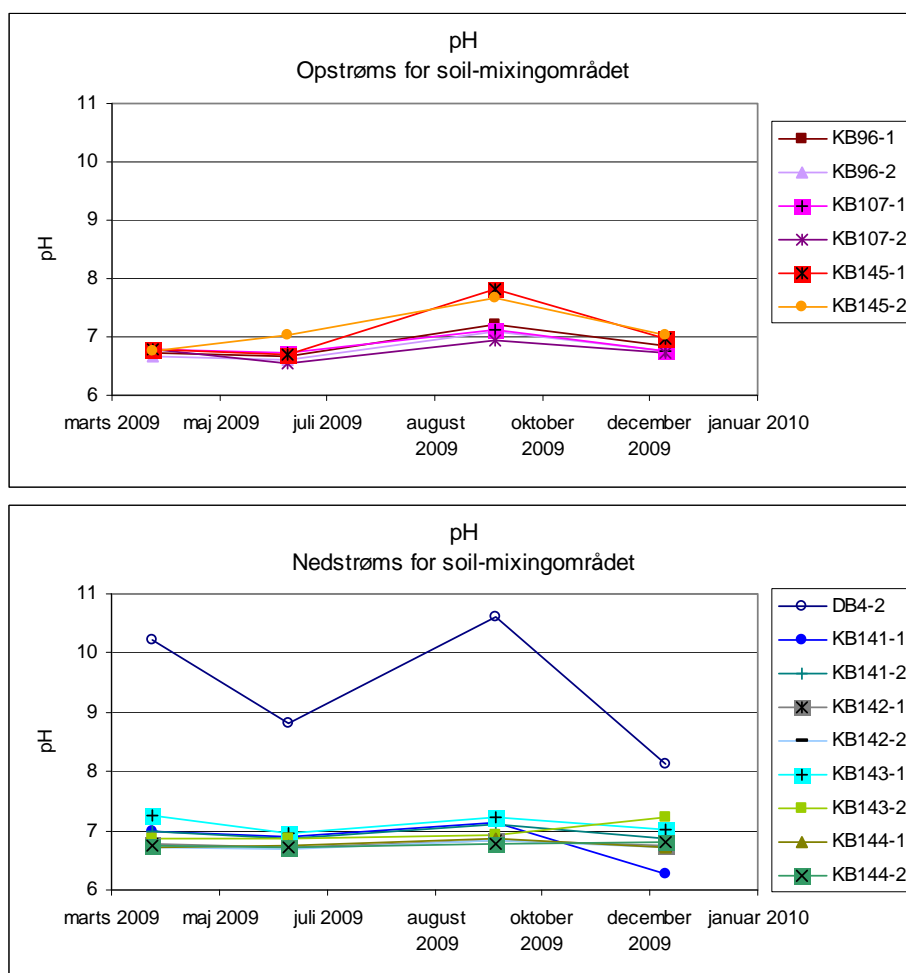 pH
Opstrøms for soil-mixingområdet
11
10
9
8
7
6
pH
marts 2009 maj 2009 juli 2009 august 2009 oktober 2009 december 2009 januar 2010
KB96-1
KB96-2
KB107-1
KB107-2
KB145-1
KB145-2
pH
Nedstrøms for soil-mixingområdet
11
10
9
8
7
6
pH
marts 2009 maj 2009 juli 2009 august 2009 oktober 2009 december 2009 januar 2010
DB4-2
KB141-1
KB141-2
KB142-1
KB142-2
KB143-1
KB143-2
KB144-1
KB144-2